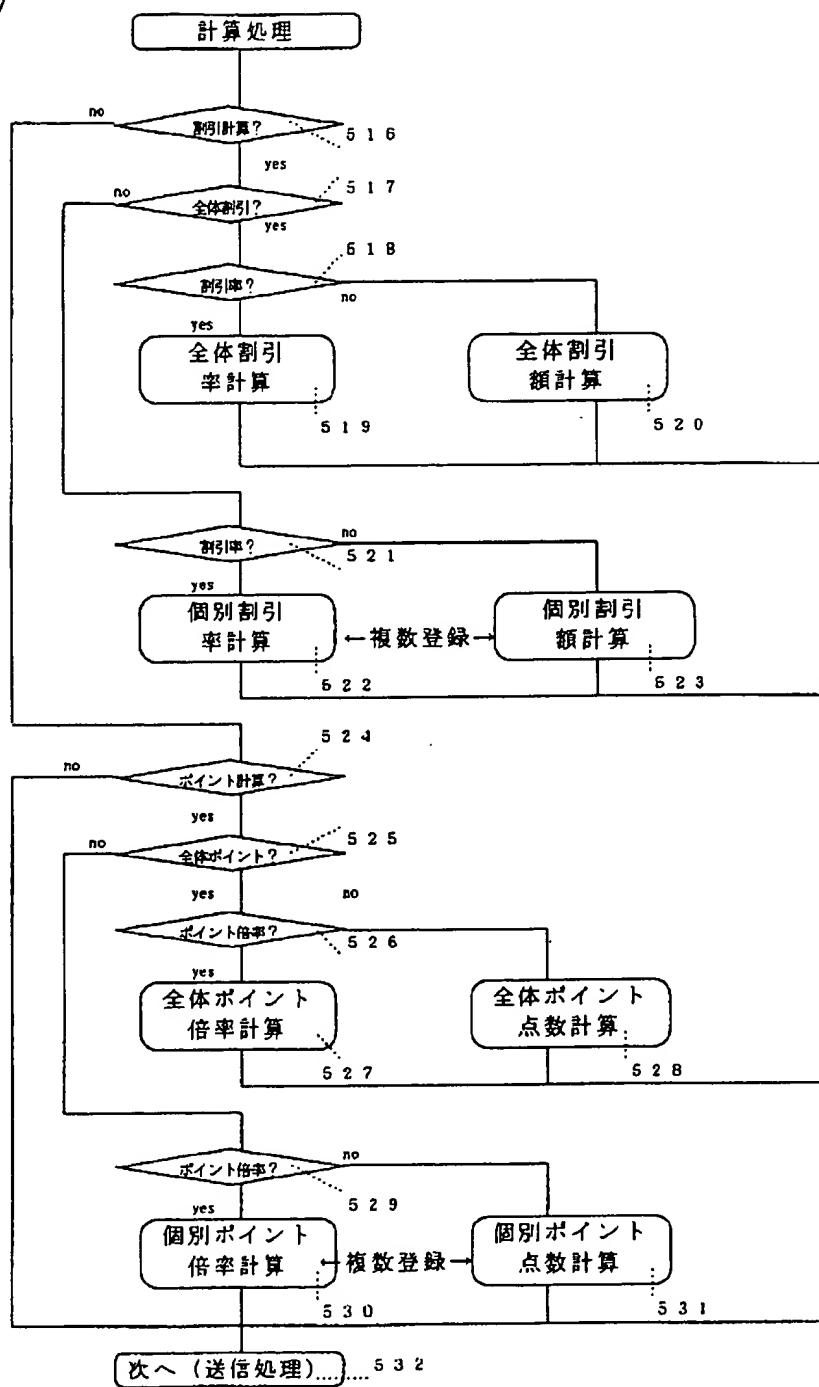 計算処理
no
割引計算?
516
yes
no
全体割引?
517
yes
518
割引率?
no
yes
全体割引
率計算
全体割引
額計算
519
520
no
割引率?
521
yes
個別割引
率計算
←複数登録→
個別割引
額計算
522
523
524
no
ポイント計算?
yes
no
全体ポイント?
525
yes
no
ポイント倍率?
526
yes
全体ポイント
倍率計算
全体ポイント
点数計算
527
528
no
ポイント倍率?
529
yes
個別ポイント
倍率計算
←複数登録→
個別ポイント
点数計算
530
531
次へ(送信処理)
532